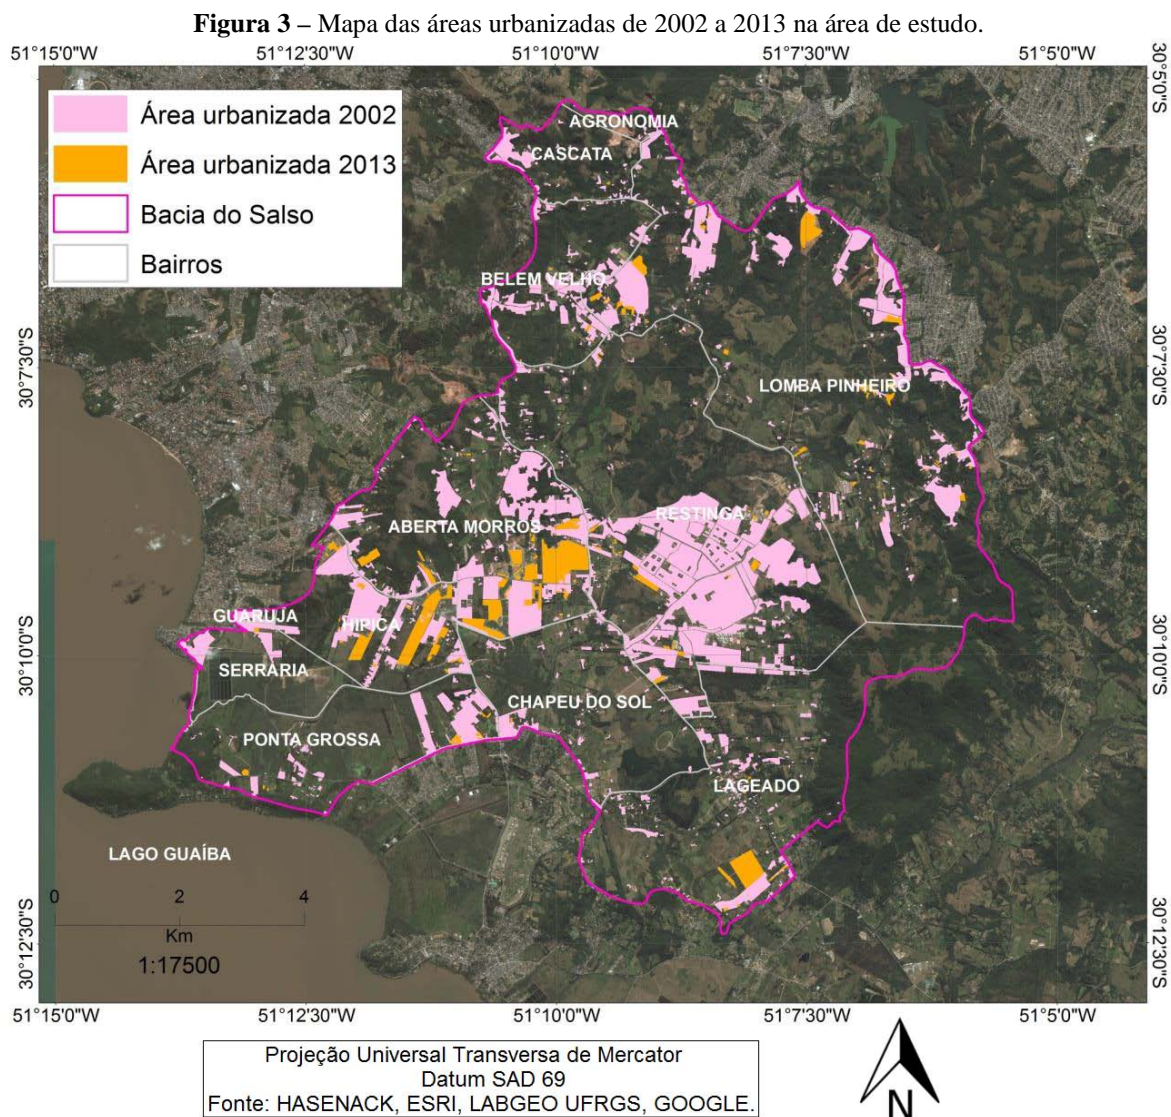 Figura 3 – Mapa das áreas urbanizadas de 2002 a 2013 na área de estudo.
51°15'0"W 51°12'30"W 51°10'0"W 51°7'30"W 51°5'0"W
30°5'0"S
Área urbanizada 2002
Área urbanizada 2013
Bacia do Salso
Bairros
AGRONOMIA
CASCATA
BELEM VELHO
30°7'30"S 30°7'30"S
LOMBA PINHEIRO
RESTINGA
ABERTA MORROS
GUARUJA
HIPICA
30°10'0"S 30°10'0"S
SERRARIA
CHAPEU DO SOL
PONTA GROSSA
LAGEADO
LAGO GUAÍBA
0 2 4
Km
1:17500
30°12'30"S 30°12'30"S
51°15'0"W 51°12'30"W 51°10'0"W 51°7'30"W 51°5'0"W
Projeção Universal Transversa de Mercator
Datum SAD 69
Fonte: HASENACK, ESRI, LABGEO UFRGS, GOOGLE.
N